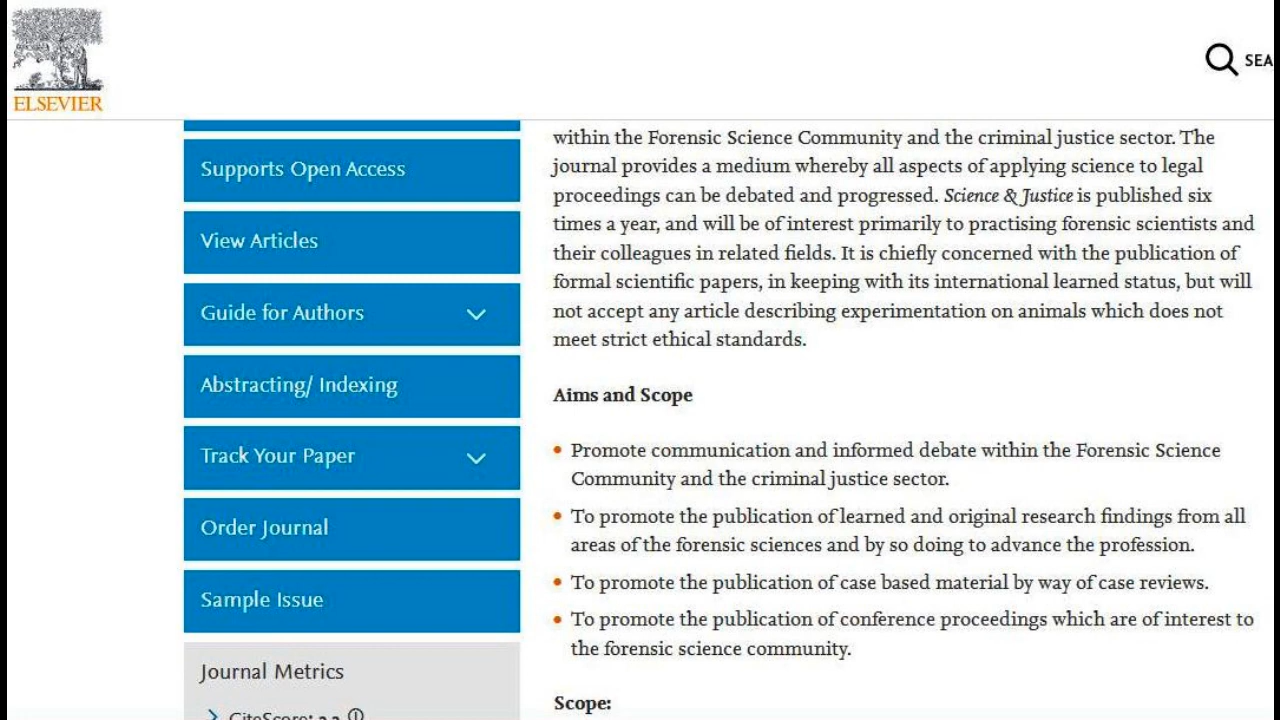 ELSEVIER
SEA
Supports Open Access
View Articles
Guide for Authors
Abstracting/ Indexing
Track Your Paper
Order Journal
Sample Issue
Journal Metrics
CiteScore:
within the Forensic Science Community and the criminal justice sector. The
journal provides a medium whereby all aspects of applying science to legal
proceedings can be debated and progressed. Science & Justice is published six
times a year, and will be of interest primarily to practising forensic scientists and
their colleagues in related fields. It is chiefly concerned with the publication of
formal scientific papers, in keeping with its international learned status, but will
not accept any article describing experimentation on animals which does not
meet strict ethical standards.
Aims and Scope
• Promote communication and informed debate within the Forensic Science
Community and the criminal justice sector.
• To promote the publication of learned and original research findings from all
areas of the forensic sciences and by so doing to advance the profession.
• To promote the publication of case based material by way of case reviews.
• To promote the publication of conference proceedings which are of interest to
the forensic science community.
Scope: